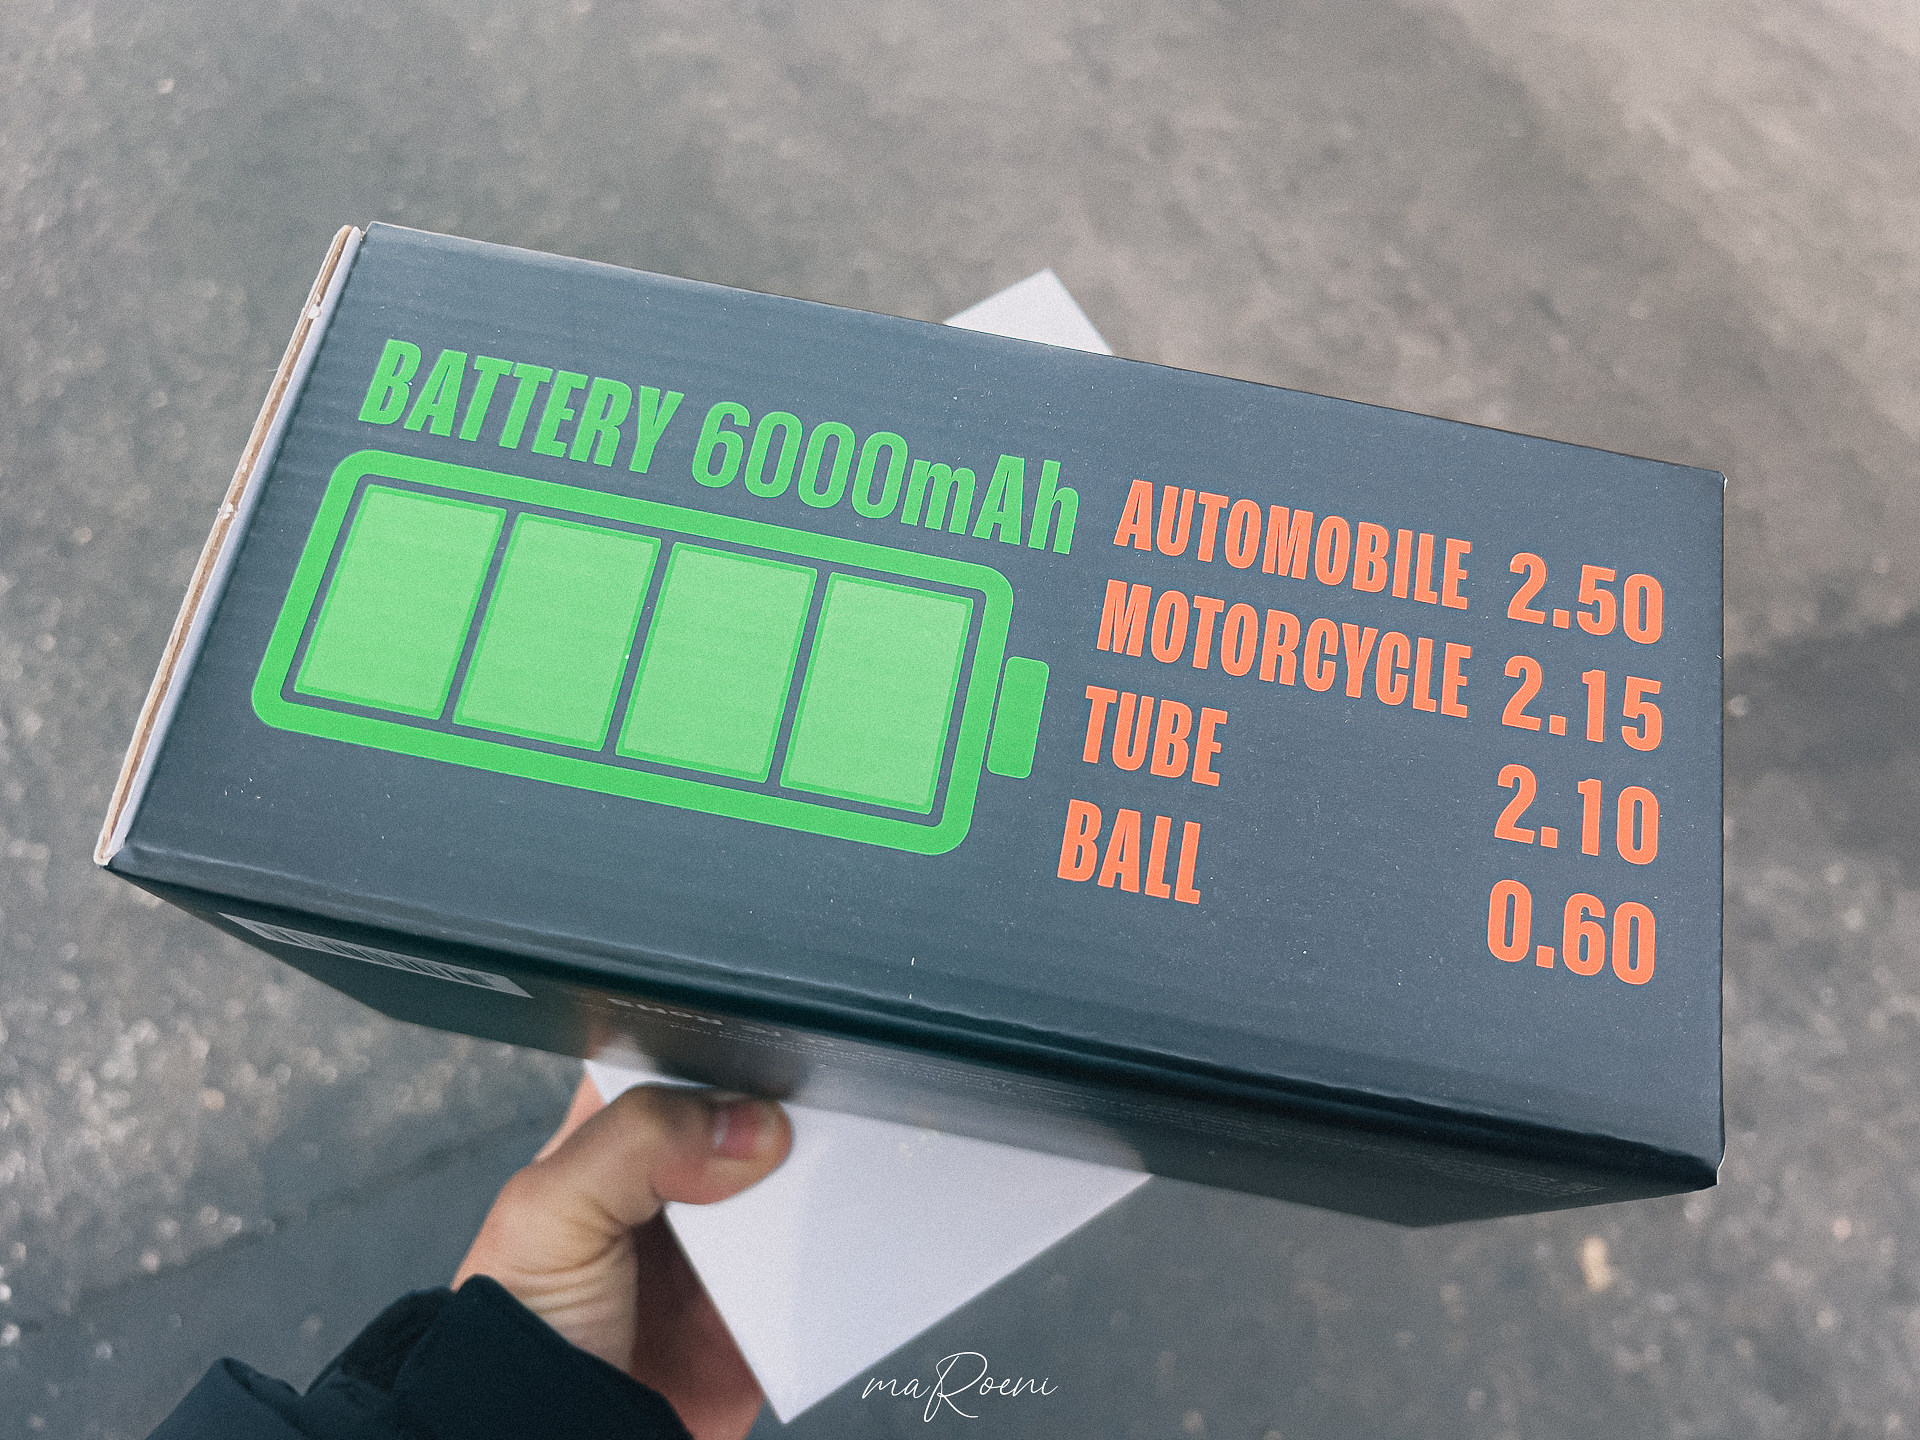 BATTERY 6000mAh
AUTOMOBILE 2.50
MOTORCYCLE 2.15
TUBE 2.10
BALL 0.60
maRoeni